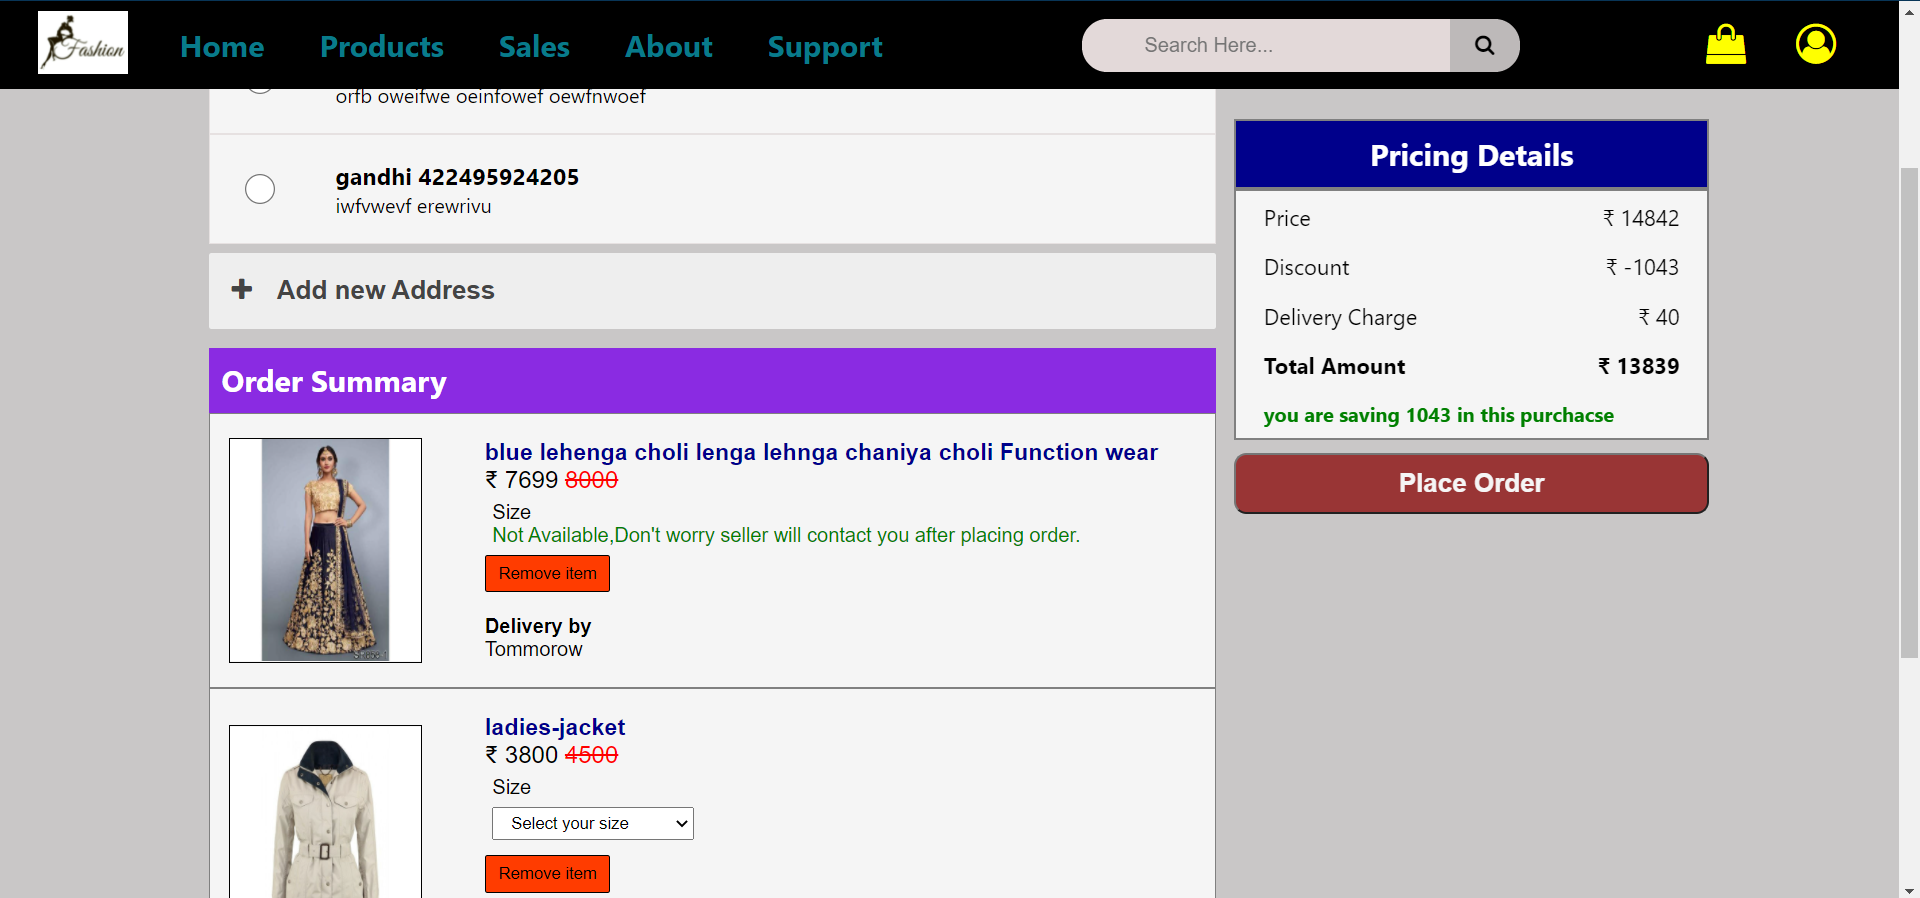 Fashion
Home Products Sales About Support
Search Here...
orfb oweifwe oeinfowef oewfnwoef
gandhi 422495924205
iwfvwevf erewrivu
Add new Address
Order Summary
blue lehenga choli lenga lehnga chaniya choli Function wear
₹ 7699 8000
Size
Not Available,Don't worry seller will contact you after placing order.
Remove item
Delivery by
Tommorow
ladies-jacket
₹ 3800 4500
Size
Select your size
Remove item
Pricing Details
Price ₹ 14842
Discount ₹ -1043
Delivery Charge ₹ 40
Total Amount ₹ 13839
you are saving 1043 in this purchacse
Place Order